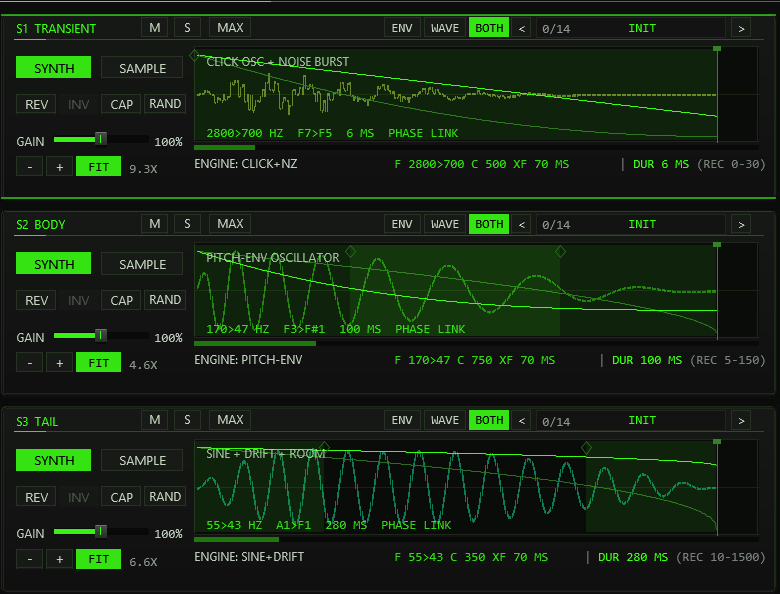 S1 TRANSIENT M S MAX ENV WAVE BOTH < 0/14 INIT >
CLICK OSC + NOISE BURST
SYNTH SAMPLE
REV INV CAP RAND
2800>700 HZ F7>F5 6 MS PHASE LINK
GAIN 100%
- + FIT 9.3X
ENGINE: CLICK+NZ F 2800>700 C 500 XF 70 MS | DUR 6 MS (REC 0-30)
S2 BODY M S MAX ENV WAVE BOTH < 0/14 INIT >
PITCH-ENV OSCILLATOR
SYNTH SAMPLE
REV INV CAP RAND
170>47 HZ F3>F#1 100 MS PHASE LINK
GAIN 100%
- + FIT 4.6X
ENGINE: PITCH-ENV F 170>47 C 750 XF 70 MS | DUR 100 MS (REC 5-150)
S3 TAIL M S MAX ENV WAVE BOTH < 0/14 INIT >
SINE + DRIFT + ROOM
SYNTH SAMPLE
REV INV CAP RAND
55>43 HZ A1>F1 280 MS PHASE LINK
GAIN 100%
- + FIT 6.6X
ENGINE: SINE+DRIFT F 55>43 C 350 XF 70 MS | DUR 280 MS (REC 10-1500)